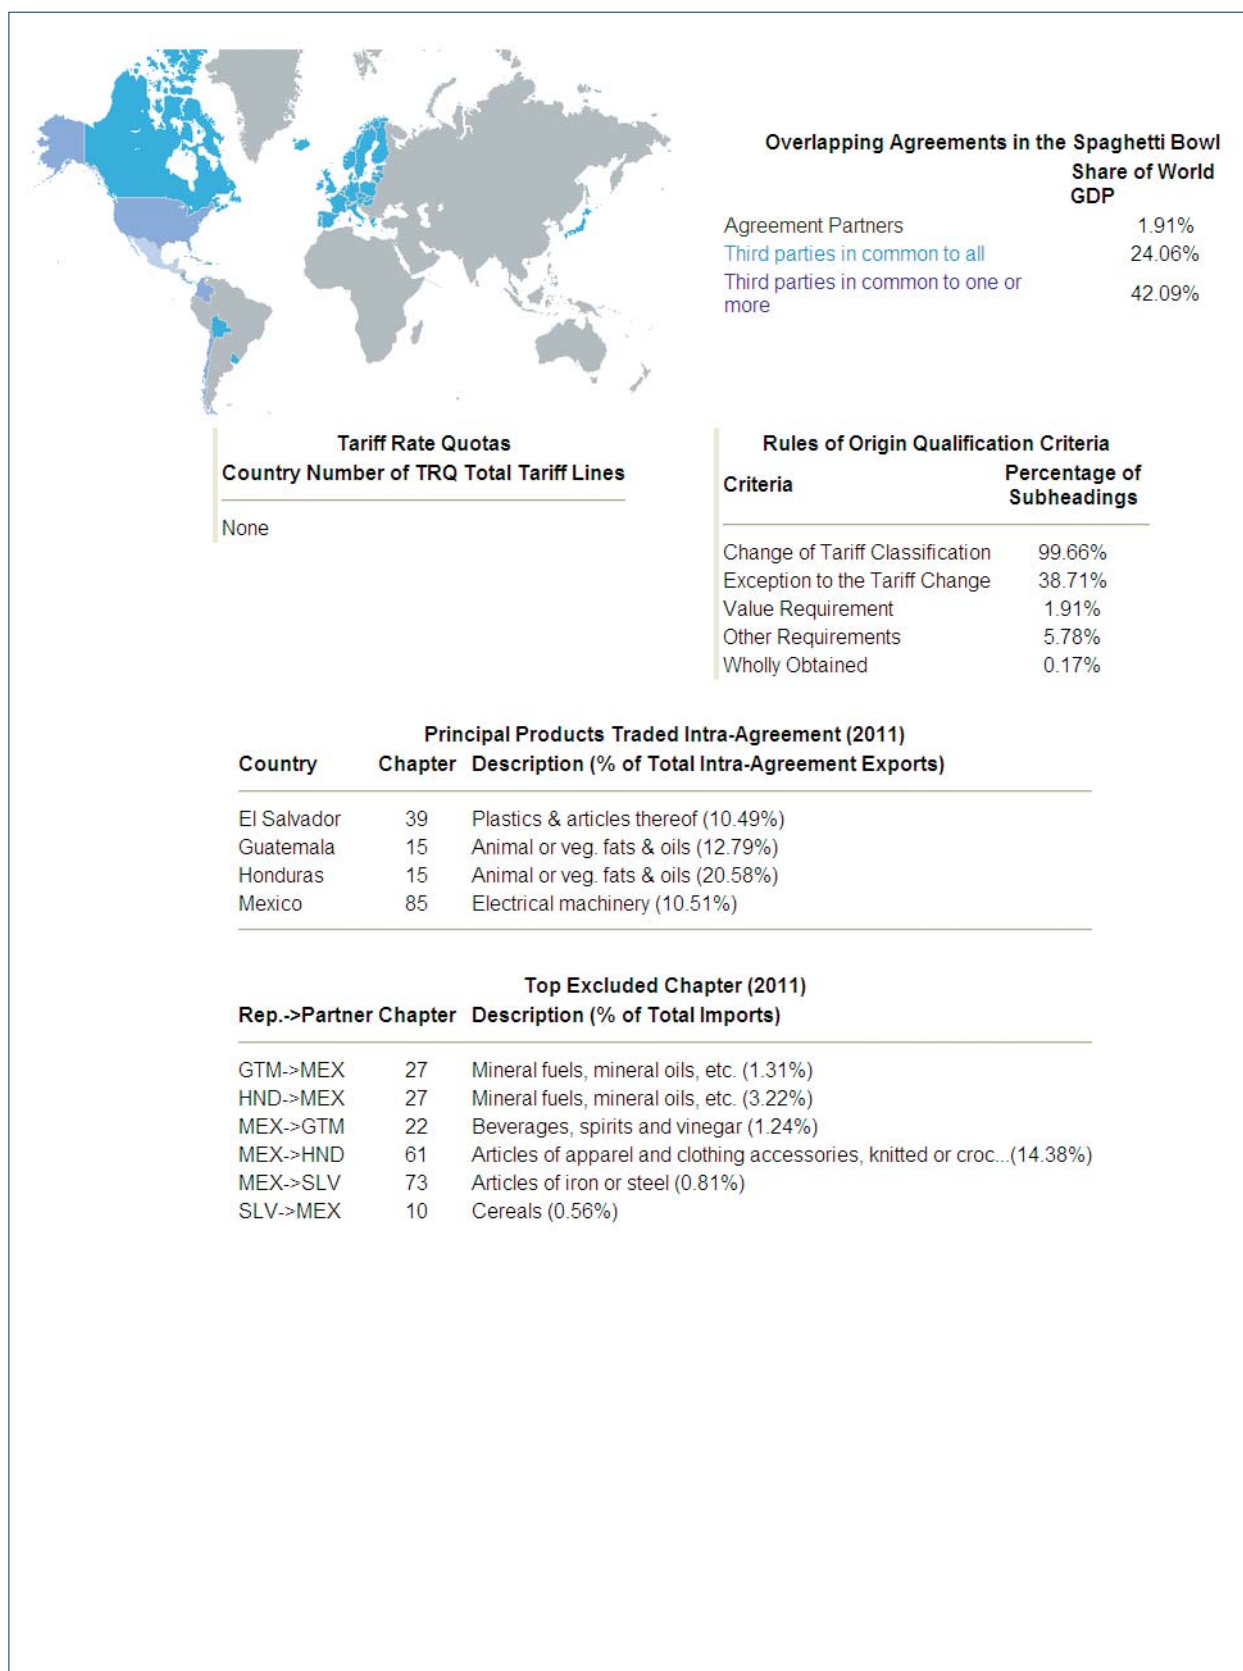 Overlapping Agreements in the Spaghetti Bowl
Share of World
GDP
Agreement Partners 1.91%
Third parties in common to all 24.06%
Third parties in common to one or
more 42.09%
Tariff Rate Quotas
Country Number of TRQ Total Tariff Lines
None
Rules of Origin Qualification Criteria
Criteria Percentage of
Subheadings
Change of Tariff Classification 99.66%
Exception to the Tariff Change 38.71%
Value Requirement 1.91%
Other Requirements 5.78%
Wholly Obtained 0.17%
Principal Products Traded Intra-Agreement (2011)
Country Chapter Description (% of Total Intra-Agreement Exports)
El Salvador 39 Plastics & articles thereof (10.49%)
Guatemala 15 Animal or veg. fats & oils (12.79%)
Honduras 15 Animal or veg. fats & oils (20.58%)
Mexico 85 Electrical machinery (10.51%)
Top Excluded Chapter (2011)
Rep.->Partner Chapter Description (% of Total Imports)
GTM->MEX 27 Mineral fuels, mineral oils, etc. (1.31%)
HND->MEX 27 Mineral fuels, mineral oils, etc. (3.22%)
MEX->GTM 22 Beverages, spirits and vinegar (1.24%)
MEX->HND 61 Articles of apparel and clothing accessories, knitted or croc...(14.38%)
MEX->SLV 73 Articles of iron or steel (0.81%)
SLV->MEX 10 Cereals (0.56%)